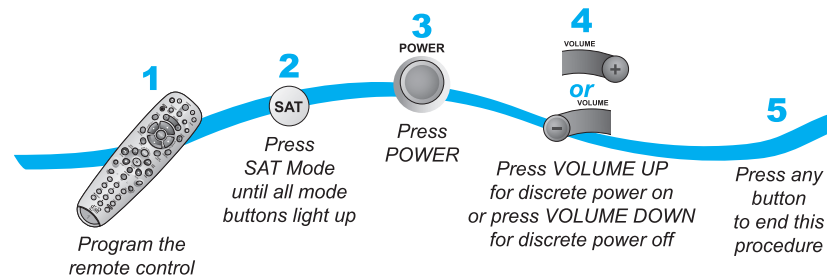 1
Program the
remote control
2
SAT
Press
SAT Mode
until all mode
buttons light up
3
POWER
Press
POWER
4
VOLUME
+
or
VOLUME
−
Press VOLUME UP
for discrete power on
or press VOLUME DOWN
for discrete power off
5
Press any
button
to end this
procedure